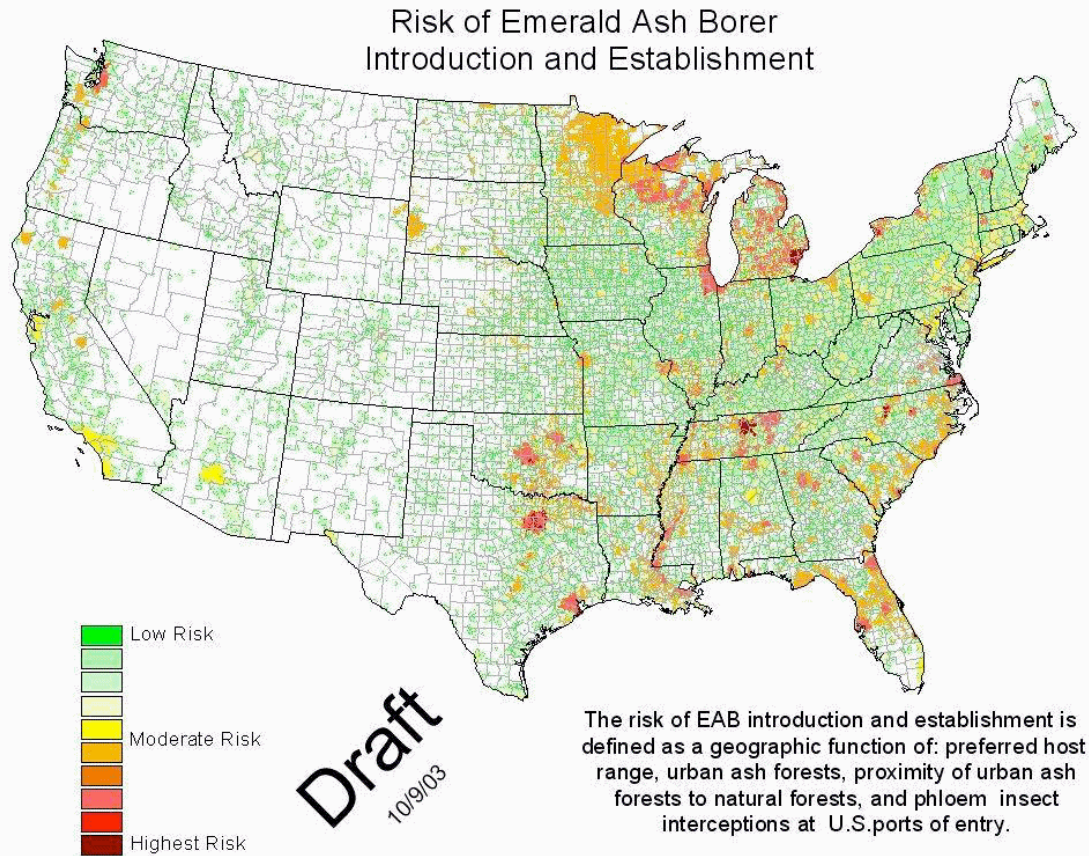 Risk of Emerald Ash Borer
Introduction and Establishment
Low Risk
Moderate Risk
Highest Risk
Draft
10/9/03
The risk of EAB introduction and establishment is
defined as a geographic function of: preferred host
range, urban ash forests, proximity of urban ash
forests to natural forests, and phloem insect
interceptions at U.S.ports of entry.